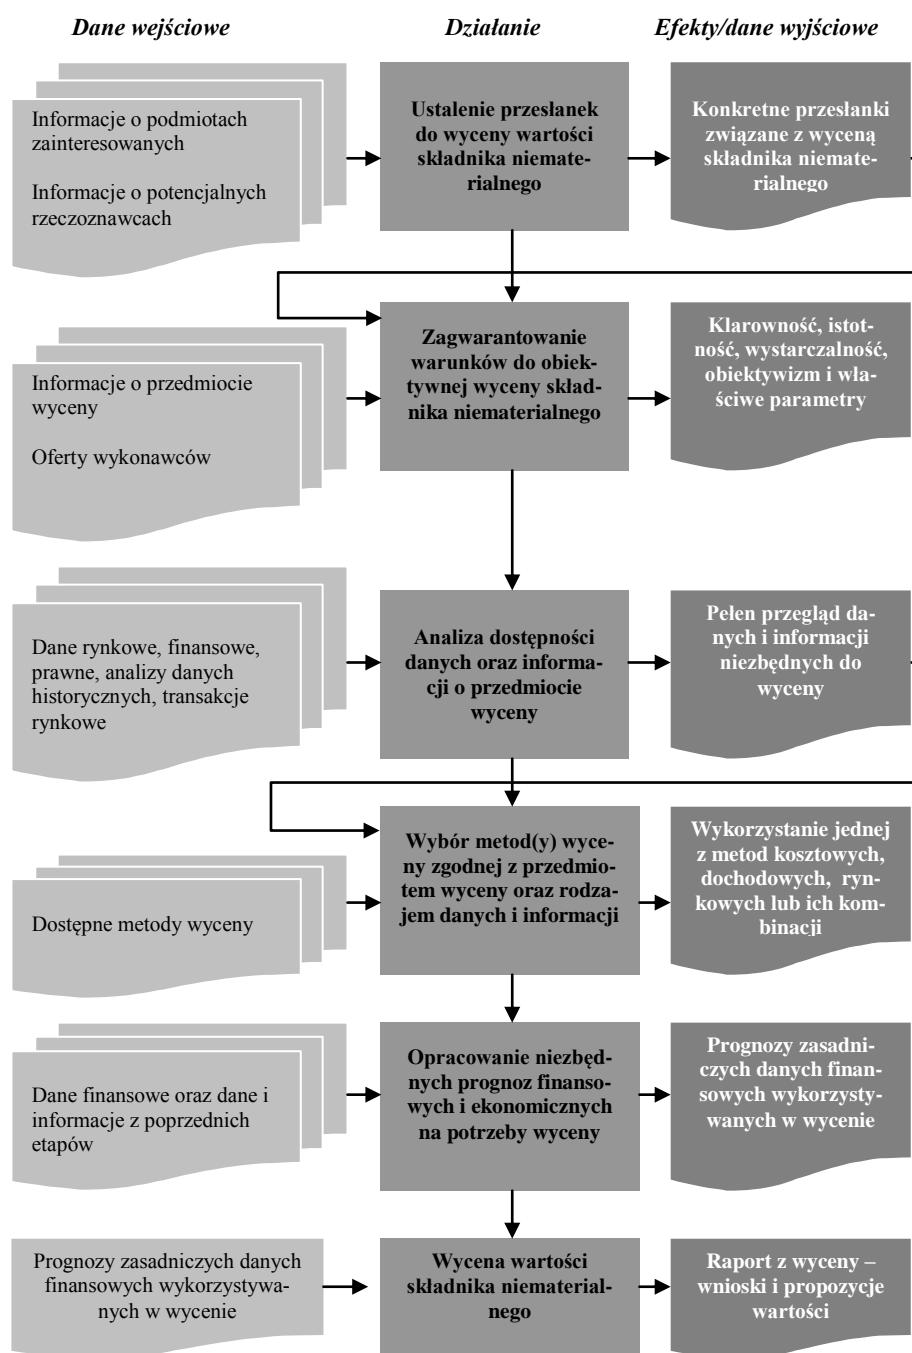 Dane wejściowe
Działanie
Efekty/dane wyjściowe
Informacje o podmiotach
zainteresowanych
Informacje o potencjalnych
rzeczoznawcach
Ustalenie przesłanek
do wyceny wartości
składnika niemate-
rialnego
Konkretne przesłanki
związane z wyceną
składnika niemate-
rialnego
Informacje o przedmiocie
wyceny
Oferty wykonawców
Zagwarantowanie
warunków do obiek-
tywnej wyceny skład-
nika niematerialnego
Klarowność, istot-
ność, wystarczalność,
obiektywizm i wła-
ściwe parametry
Dane rynkowe, finansowe,
prawne, analizy danych
historycznych, transakcje
rynkowe
Analiza dostępności
danych oraz informa-
cji o przedmiocie
wyceny
Pełen przegląd da-
nych i informacji
niezbędnych do
wyceny
Dostępne metody wyceny
Wybór metod(y) wyce-
ny zgodnej z przedmio-
tem wyceny oraz rodza-
jem danych i informacji
Wykorzystanie jednej
z metod kosztowych,
dochodowych, ryn-
kowych lub ich kom-
binacji
Dane finansowe oraz dane i
informacje z poprzednich
etapów
Opracowanie niezbęd-
nych prognoz finanso-
wych i ekonomicznych
na potrzeby wyceny
Prognozy zasadni-
czych danych finan-
sowych wykorzysty-
wanych w wycenie
Prognozy zasadniczych danych
finansowych wykorzystywa-
nych w wycenie
Wycena wartości
składnika niematerial-
nego
Raport z wyceny –
wnioski i propozycje
wartości